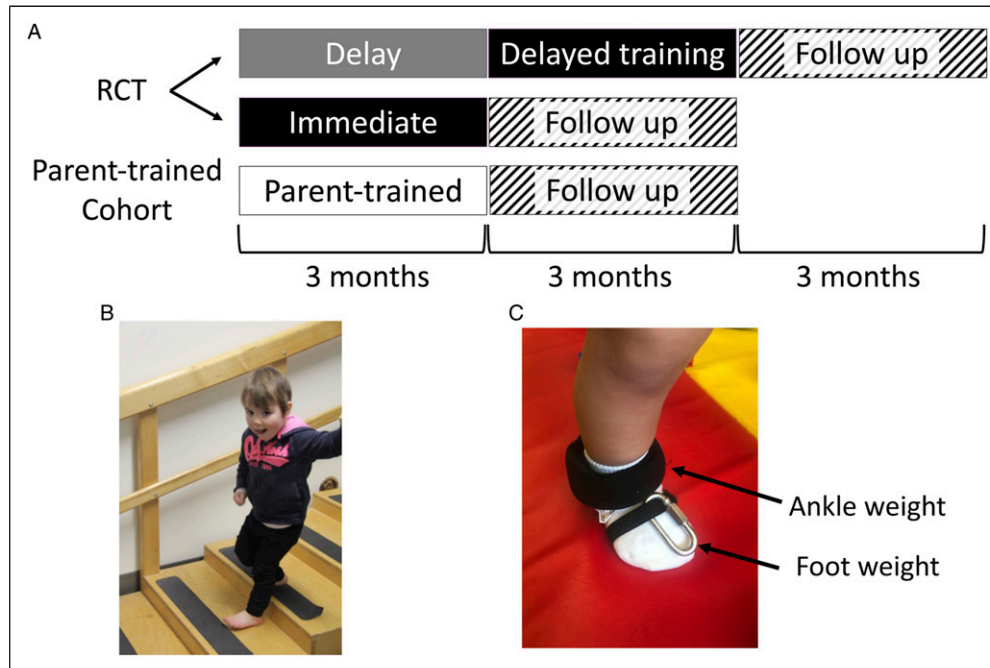 A
Delay
Delayed training
Follow up
RCT
Immediate
Follow up
Parent-trained
Cohort
Parent-trained
Follow up
3 months
3 months
3 months
B
C
Ankle weight
Foot weight